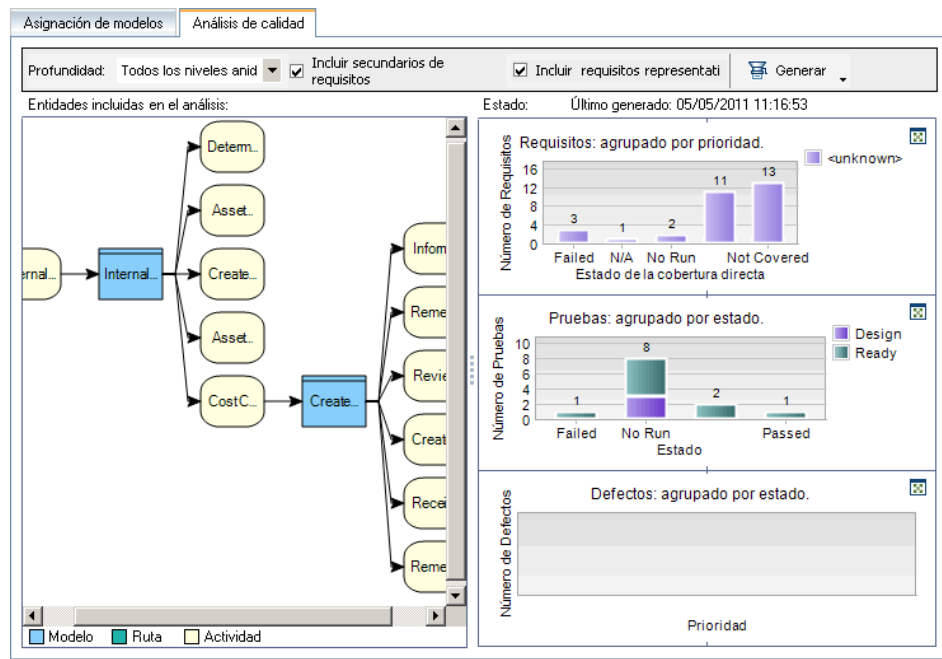 Asignación de modelos
Análisis de calidad
Profundidad:
Todos los niveles anid
Incluir secundarios de
requisitos
Incluir requisitos representati
Generar
Entidades incluidas en el análisis:
Estado:
Último generado: 05/05/2011 11:16:53
Determ..
Asset..
Create..
Asset..
CostC...
ernal...
Internal...
Create...
Infom
Reme
Revie
Creat
Recei
Reme
Modelo
Ruta
Actividad
Requisitos: agrupado por prioridad.
<unknown>
Número de Requisitos
16
12
8
4
0
3
1
2
11
13
Failed
N/A
No Run
Not Covered
Estado de la cobertura directa
Pruebas: agrupado por estado.
Design
Ready
Número de Pruebas
10
8
6
4
2
0
1
8
2
1
Failed
No Run
Passed
Estado
Defectos: agrupado por estado.
Número de Defectos
Prioridad